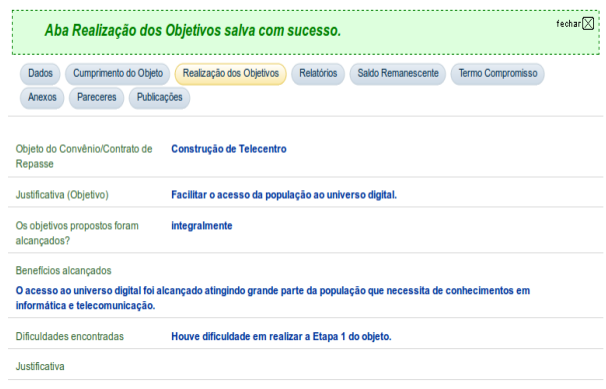 Aba Realização dos Objetivos salva com sucesso.
fechar
Dados Cumprimento do Objeto Realização dos Objetivos Relatórios Saldo Remanescente Termo Compromisso
Anexos Pareceres Publicações
Objeto do Convênio/Contrato de Construção de Telecentro
Repasse
Justificativa (Objetivo) Facilitar o acesso da população ao universo digital.
Os objetivos propostos foram integralmente
alcançados?
Benefícios alcançados
O acesso ao universo digital foi alcançado atingindo grande parte da população que necessita de conhecimentos em
informática e telecomunicação.
Dificuldades encontradas Houve dificuldade em realizar a Etapa 1 do objeto.
Justificativa